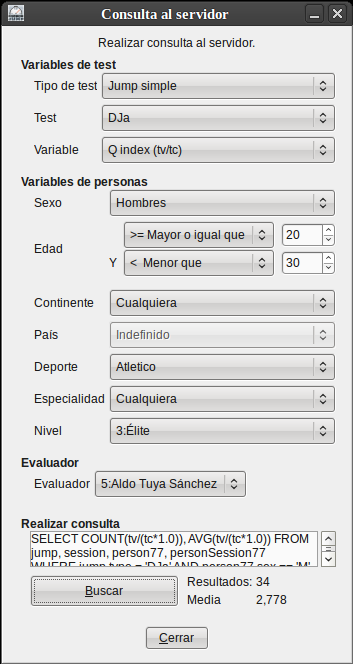 Consulta al servidor
Realizar consulta al servidor.
Variables de test
Tipo de test Jump simple
Test DJa
Variable Q index (tv/tc)
Variables de personas
Sexo Hombres
Edad >= Mayor o igual que 20
Y < Menor que 30
Continente Cualquiera
País Indefinido
Deporte Atletico
Especialidad Cualquiera
Nivel 3:Élite
Evaluador
Evaluador 5:Aldo Tuya Sánchez
Realizar consulta
SELECT COUNT(tv/(tc*1.0)), AVG(tv/(tc*1.0)) FROM
jump, session, person77, personSession77
WHERE jump.type = 'DJa' AND person77.sex == 'M'
Buscar
Resultados: 34
Media 2,778
Cerrar